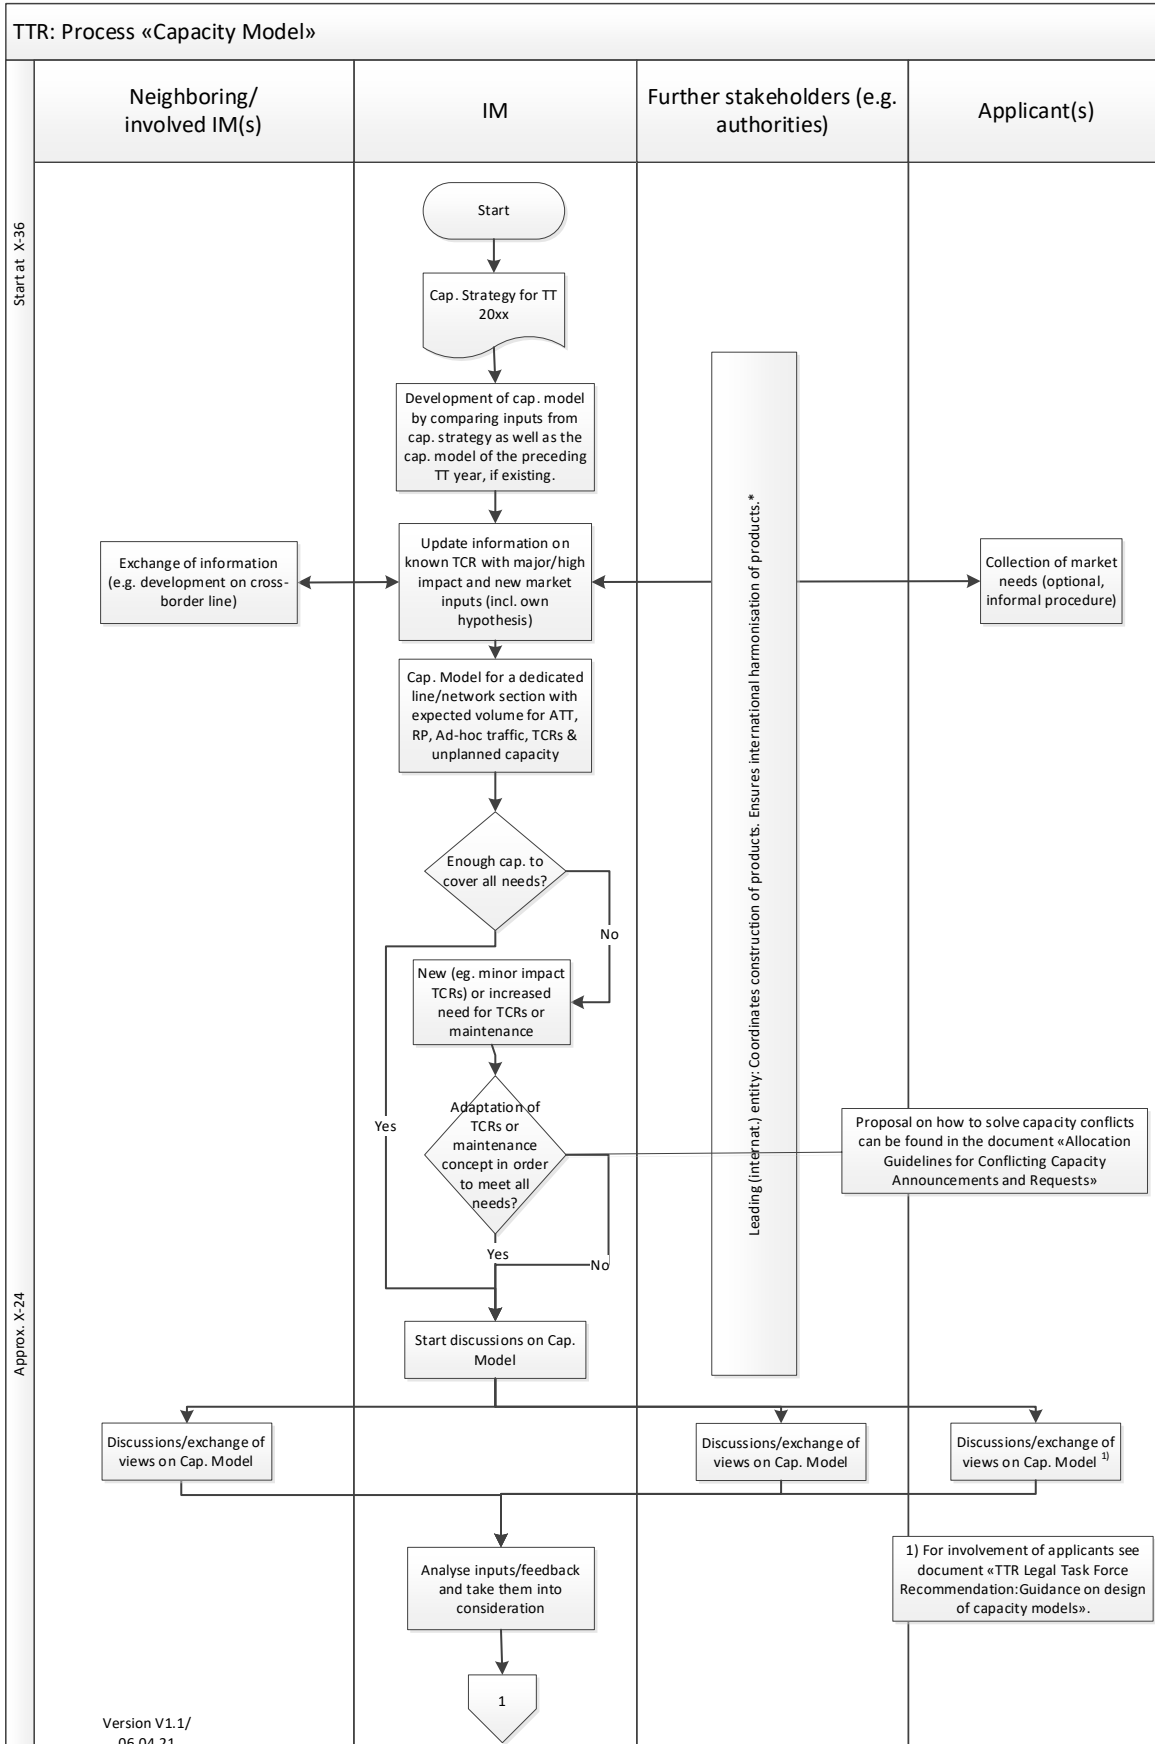 TTR: Process «Capacity Model»
Neighboring/
involved IM(s)
IM
Further stakeholders (e.g.
authorities)
Applicant(s)
Start at X-36
Start
Cap. Strategy for TT
20xx
Development of cap. model
by comparing inputs from
cap. strategy as well as the
cap. model of the preceding
TT year, if existing.
Exchange of information
(e.g. development on cross-
border line)
Update information on
known TCR with major/high
impact and new market
inputs (incl. own
hypothesis)
Collection of market
needs (optional,
informal procedure)
Leading (internat.) entity: Coordinates construction of products. Ensures international harmonisation of products.*
Cap. Model for a dedicated
line/network section with
expected volume for ATT,
RP, Ad-hoc traffic, TCRs &
unplanned capacity
Enough cap. to
cover all needs?
No
New (eg. minor impact
TCRs) or increased
need for TCRs or
maintenance
Yes
Adaptation of
TCRs or
maintenance
concept in order
to meet all
needs?
Proposal on how to solve capacity conflicts
can be found in the document «Allocation
Guidelines for Conflicting Capacity
Announcements and Requests»
Yes
No
Approx. X-24
Start discussions on Cap.
Model
Discussions/exchange of
views on Cap. Model
Discussions/exchange of
views on Cap. Model
Discussions/exchange of
views on Cap. Model 1)
Analyse inputs/feedback
and take them into
consideration
1) For involvement of applicants see
document «TTR Legal Task Force
Recommendation:Guidance on design
of capacity models».
1
Version V1.1/
06.04.21